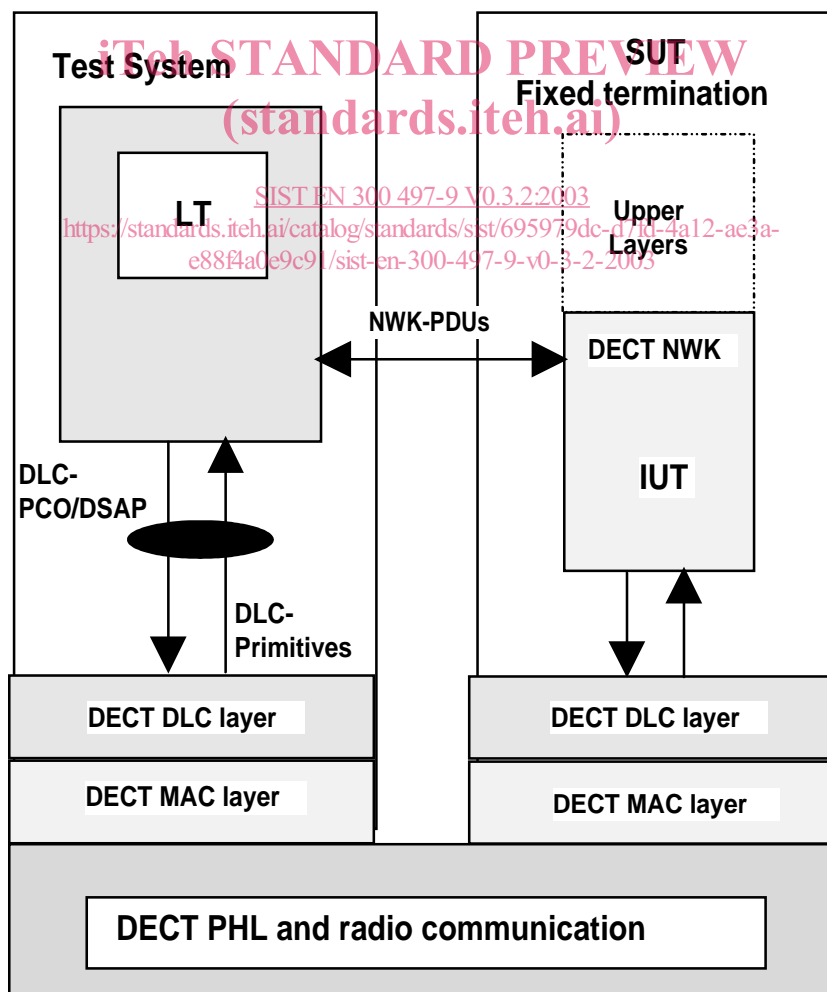 iTeh STANDARD PREVIEW
(standards.iteh.ai)
SIST EN 300 497-9 V0.3.2:2003
https://standards.iteh.ai/catalog/standards/sist/695979dc-d7fd-4a12-ae3a-
e88f4a0e9c91/sist-en-300-497-9-v0-3-2-2003
Test System
SUT
Fixed termination
LT
Upper
Layers
NWK-PDUs
DECT NWK
IUT
DLC-
PCO/DSAP
DLC-
Primitives
DECT DLC layer
DECT DLC layer
DECT MAC layer
DECT MAC layer
DECT PHL and radio communication